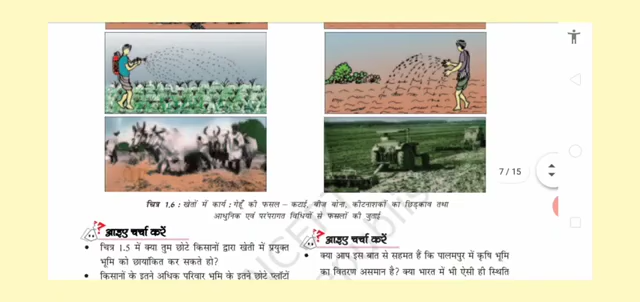 7 / 15
चित्र 1.6 : खेतों में कार्य : गेहूँ की फसल – कटाई, बीज बोना, कीटनाशकों का छिड़काव तथा
आधुनिक एवं परंपरागत विधियों से फसलों की जुताई
आइए चर्चा करें
• चित्र 1.5 में क्या तुम छोटे किसानों द्वारा खेती में प्रयुक्त
भूमि को छायांकित कर सकते हो?
• किसानों के इतने अधिक परिवार भूमि के इतने छोटे प्लाटों
आइए चर्चा करें
• क्या आप इस बात से सहमत हैं कि पालमपुर में कृषि भूमि
का वितरण असमान है? क्या भारत में भी ऐसी ही स्थिति